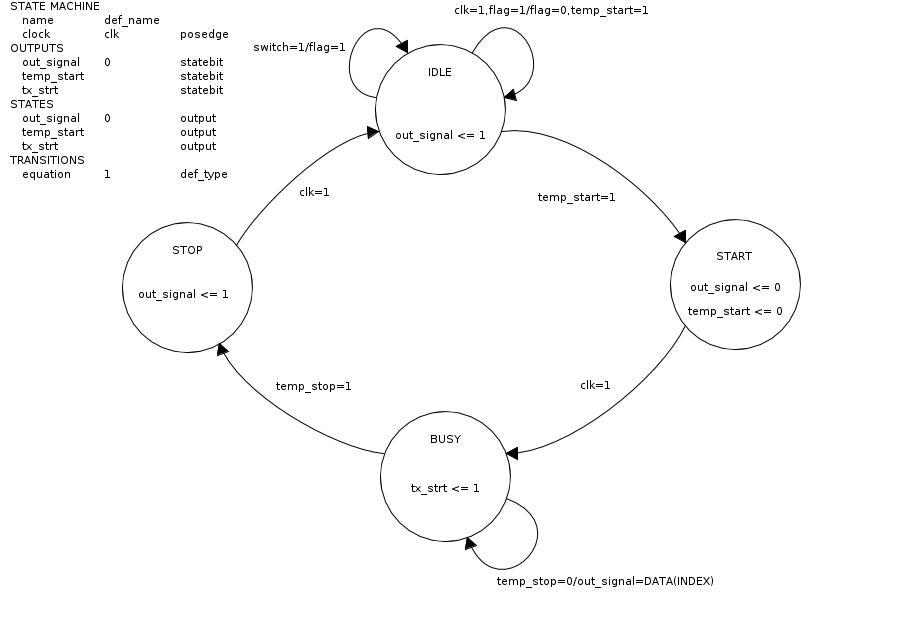 STATE MACHINE
name def_name
clock clk posedge
OUTPUTS
out_signal 0 statebit
temp_start statebit
tx_strt statebit
STATES
out_signal 0 output
temp_start output
tx_strt output
TRANSITIONS
equation 1 def_type
clk=1,flag=1/flag=0,temp_start=1
switch=1/flag=1
IDLE
out_signal <= 1
clk=1
temp_start=1
STOP
out_signal <= 1
START
out_signal <= 0
temp_start <= 0
temp_stop=1
clk=1
BUSY
tx_strt <= 1
temp_stop=0/out_signal=DATA(INDEX)